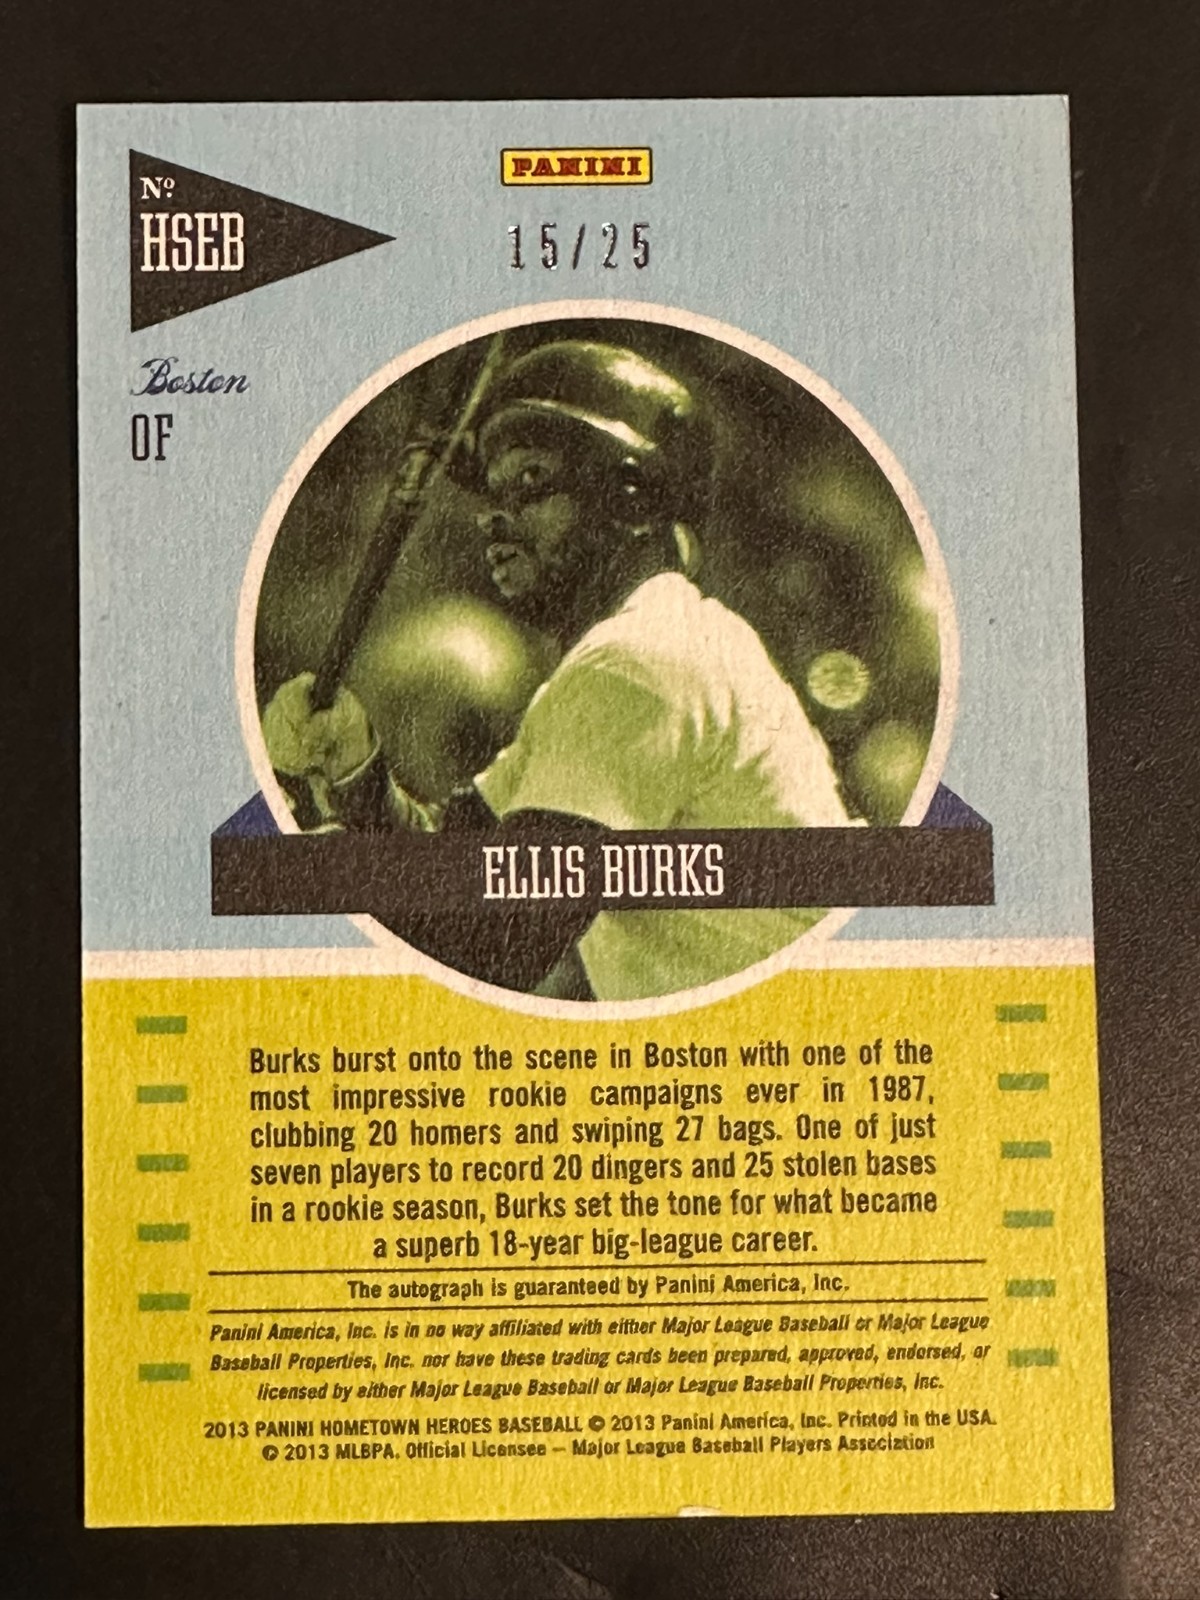 PANINI
Nº
HSEB
15/25
Boston
OF
ELLIS BURKS
Burks burst onto the scene in Boston with one of the
most impressive rookie campaigns ever in 1987,
clubbing 20 homers and swiping 27 bags. One of just
seven players to record 20 dingers and 25 stolen bases
in a rookie season, Burks set the tone for what became
a superb 18-year big-league career.
The autograph is guaranteed by Panini America, Inc.
Panini America, Inc. is in no way affiliated with either Major League Baseball or Major League
Baseball Properties, Inc. nor have these trading cards been prepared, approved, endorsed, or
licensed by either Major League Baseball or Major League Baseball Properties, Inc.
2013 PANINI HOMETOWN HEROES BASEBALL © 2013 Panini America, Inc. Printed in the USA.
© 2013 MLBPA. Official Licensee – Major League Baseball Players Association